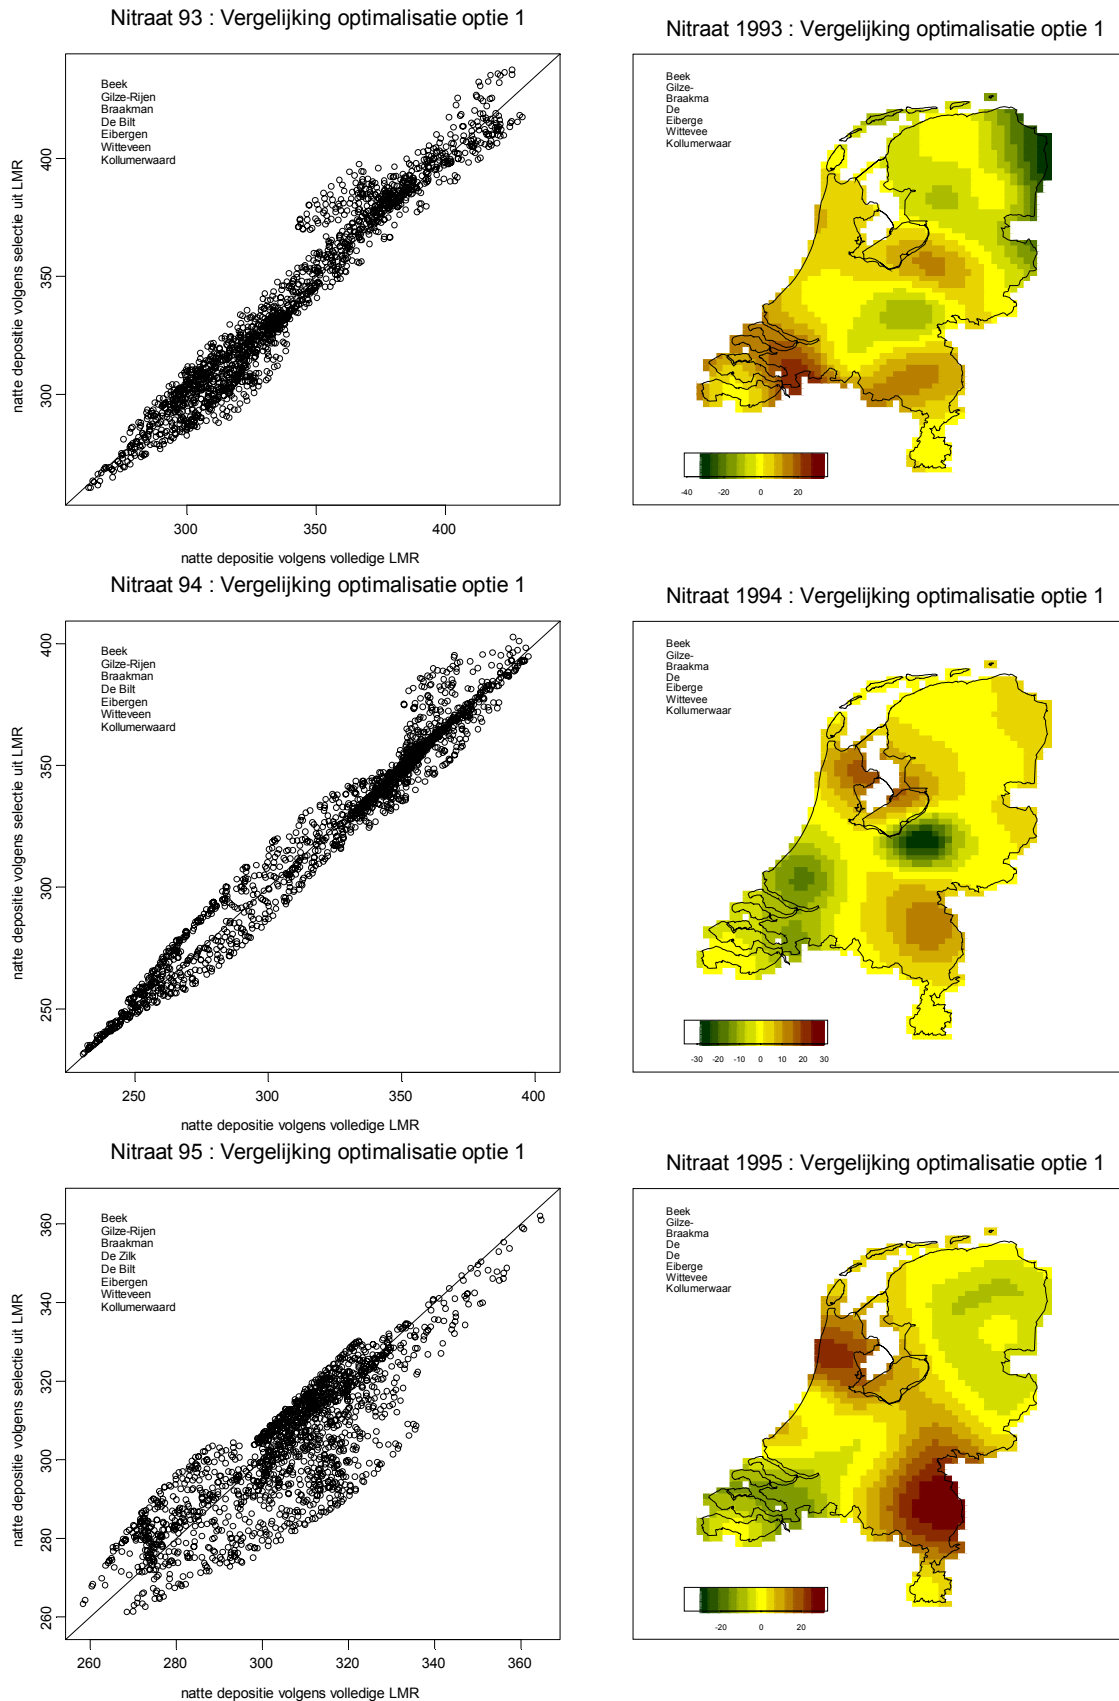 Nitraat 93 : Vergelijking optimalisatie optie 1
Beek
Gilze-Rijen
Braakman
De Bilt
Eibergen
Witteveen
Kollumerwaard
natte depositie volgens selectie uit LMR
400
350
300
300 350 400
natte depositie volgens volledige LMR
Nitraat 1993 : Vergelijking optimalisatie optie 1
Beek
Gilze-
Braakma
De
Eiberge
Wittevee
Kollumerwaar
-40 -20 0 20
Nitraat 94 : Vergelijking optimalisatie optie 1
Beek
Gilze-Rijen
Braakman
De Bilt
Eibergen
Witteveen
Kollumerwaard
natte depositie volgens selectie uit LMR
400
350
300
250
250 300 350 400
natte depositie volgens volledige LMR
Nitraat 1994 : Vergelijking optimalisatie optie 1
Beek
Gilze-
Braakma
De
Eiberge
Wittevee
Kollumerwaar
-30 -20 -10 0 10 20 30
Nitraat 95 : Vergelijking optimalisatie optie 1
Beek
Gilze-Rijen
Braakman
De Zilk
De Bilt
Eibergen
Witteveen
Kollumerwaard
natte depositie volgens selectie uit LMR
360
340
320
300
280
260
260 280 300 320 340 360
natte depositie volgens volledige LMR
Nitraat 1995 : Vergelijking optimalisatie optie 1
Beek
Gilze-
Braakma
De
De
Eiberge
Wittevee
Kollumerwaar
-20 0 20